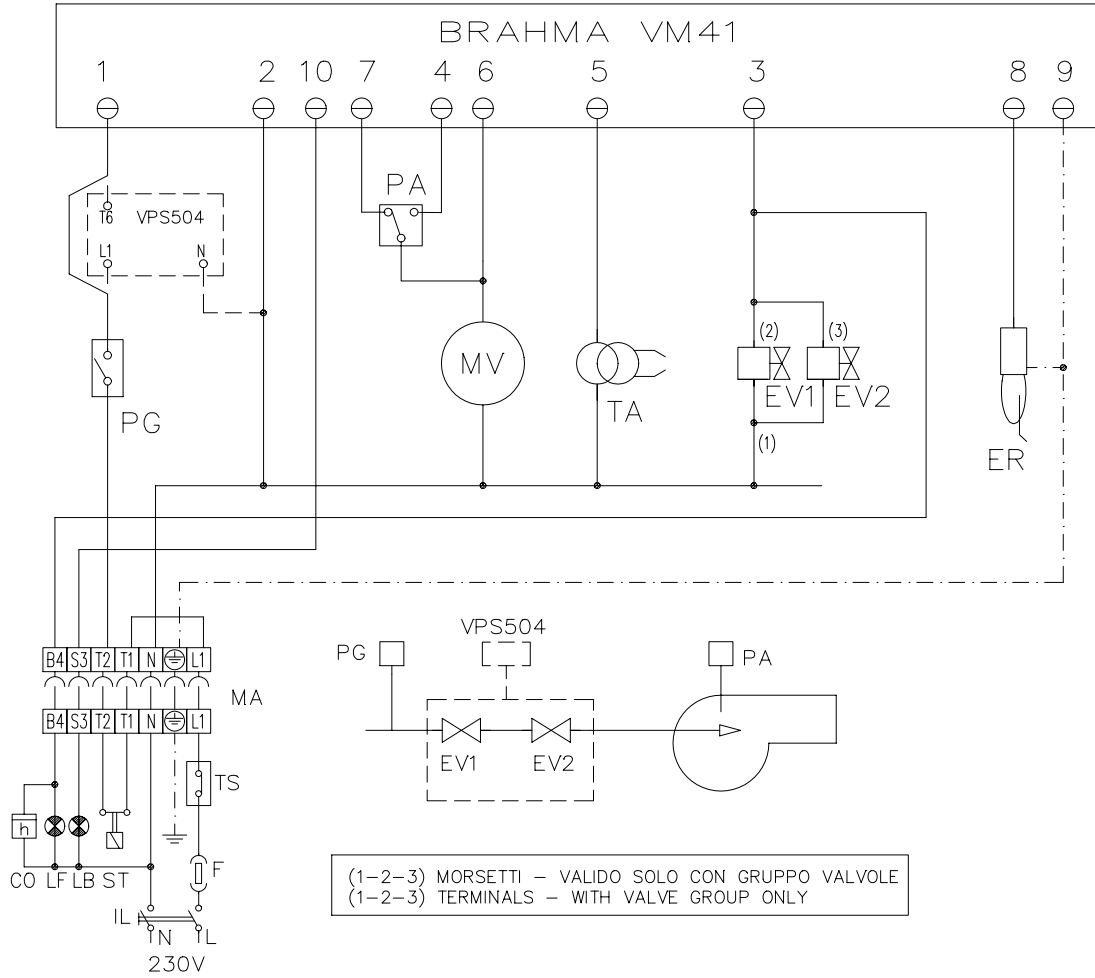 BRAHMA VM41
1 2 10 7 4 6 5 3 8 9
PA
T6 VPS504
L1 N
(2) (3)
MV
EV1 EV2
TA
PG
(1)
ER
VPS504
PG
PA
B4 S3 T2 T1 N L1
MA
B4 S3 T2 T1 N L1
EV1 EV2
TS
h
F
CO LF LB ST
(1-2-3) MORSETTI - VALIDO SOLO CON GRUPPO VALVOLE
(1-2-3) TERMINALS - WITH VALVE GROUP ONLY
IL
N L
230V